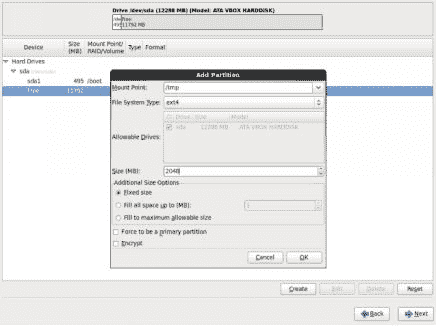 Drive /dev/sda (12288 MB) (Model: ATA VBOX HARDDISK)
Free
11792 MB
Device
Size (MB)
Mount Point/ RAID/Volume
Type
Format
Hard Drives
sda
sda1 495 /boot
Free 11792
Add Partition
Mount Point: /tmp
File System Type: ext4
Drive Size Model
Allowable Drives:
sda 12288 MB ATA VBOX HARDDISK
Size (MB): 2048
Additional Size Options
Fixed size
Fill all space up to (MB): 1
Fill to maximum allowable size
Force to be a primary partition
Encrypt
Cancel OK
Create Edit Delete Reset
Back Next